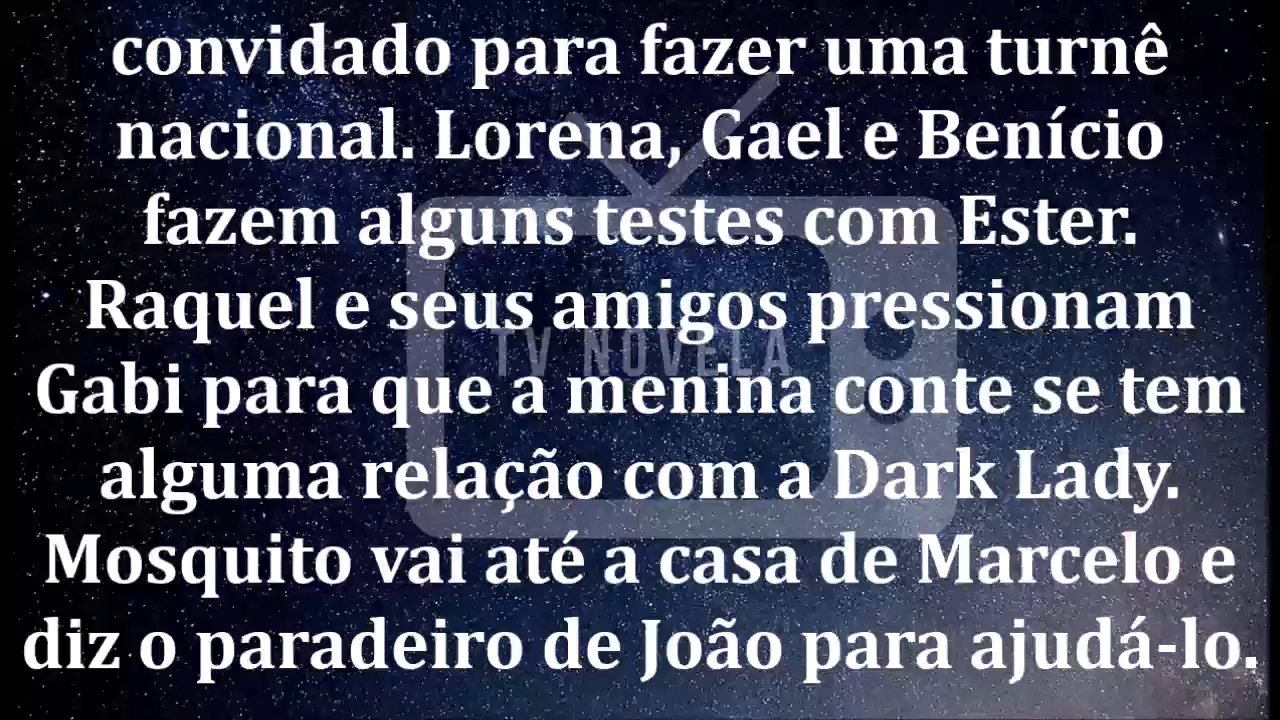 convidado para fazer uma turnê
nacional. Lorena, Gael e Benício
fazem alguns testes com Ester.
Raquel e seus amigos pressionam
TV NOVELA
Gabi para que a menina conte se tem
alguma relação com a Dark Lady.
Mosquito vai até a casa de Marcelo e
diz o paradeiro de João para ajudá-lo.